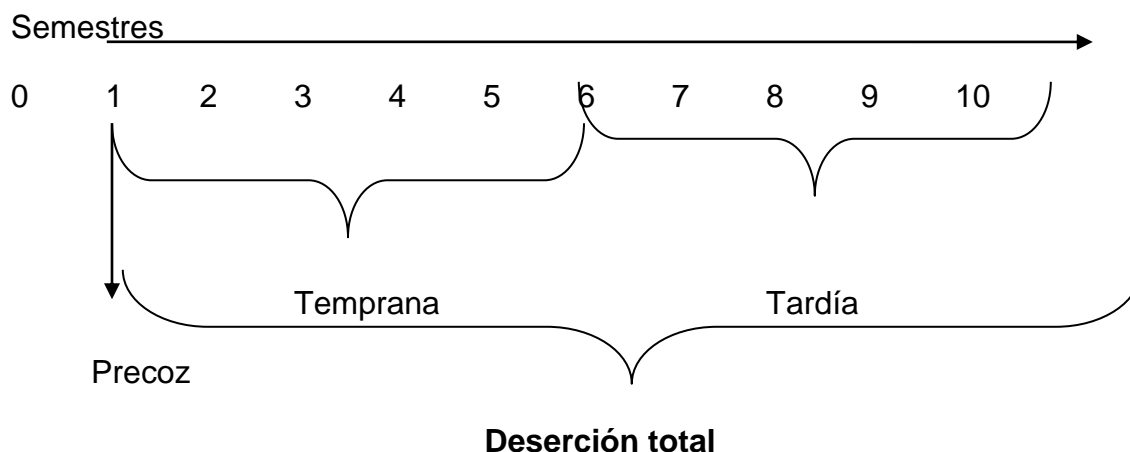 Semestres
0 1 2 3 4 5 6 7 8 9 10
Temprana Tardía
Precoz
Deserción total